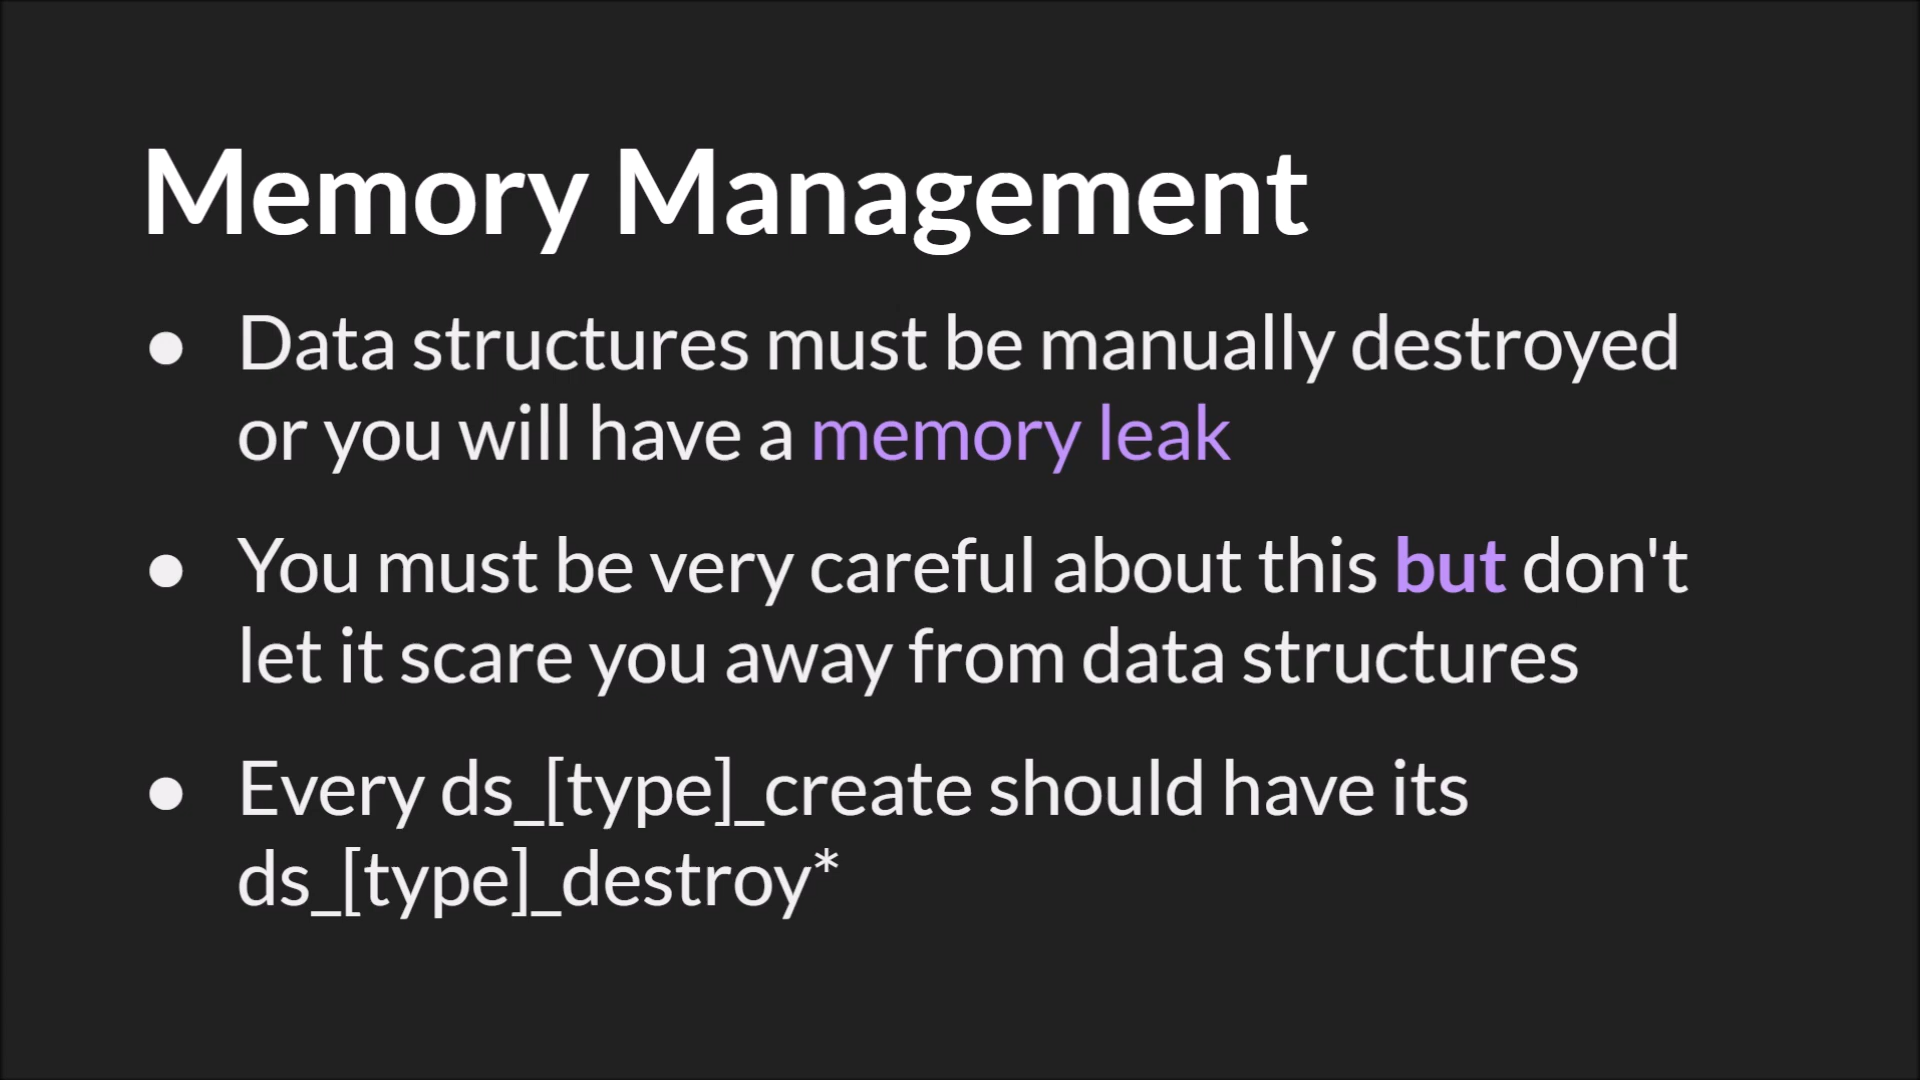 Memory Management
● Data structures must be manually destroyed
or you will have a memory leak
● You must be very careful about this but don't
let it scare you away from data structures
● Every ds_[type]_create should have its
ds_[type]_destroy*